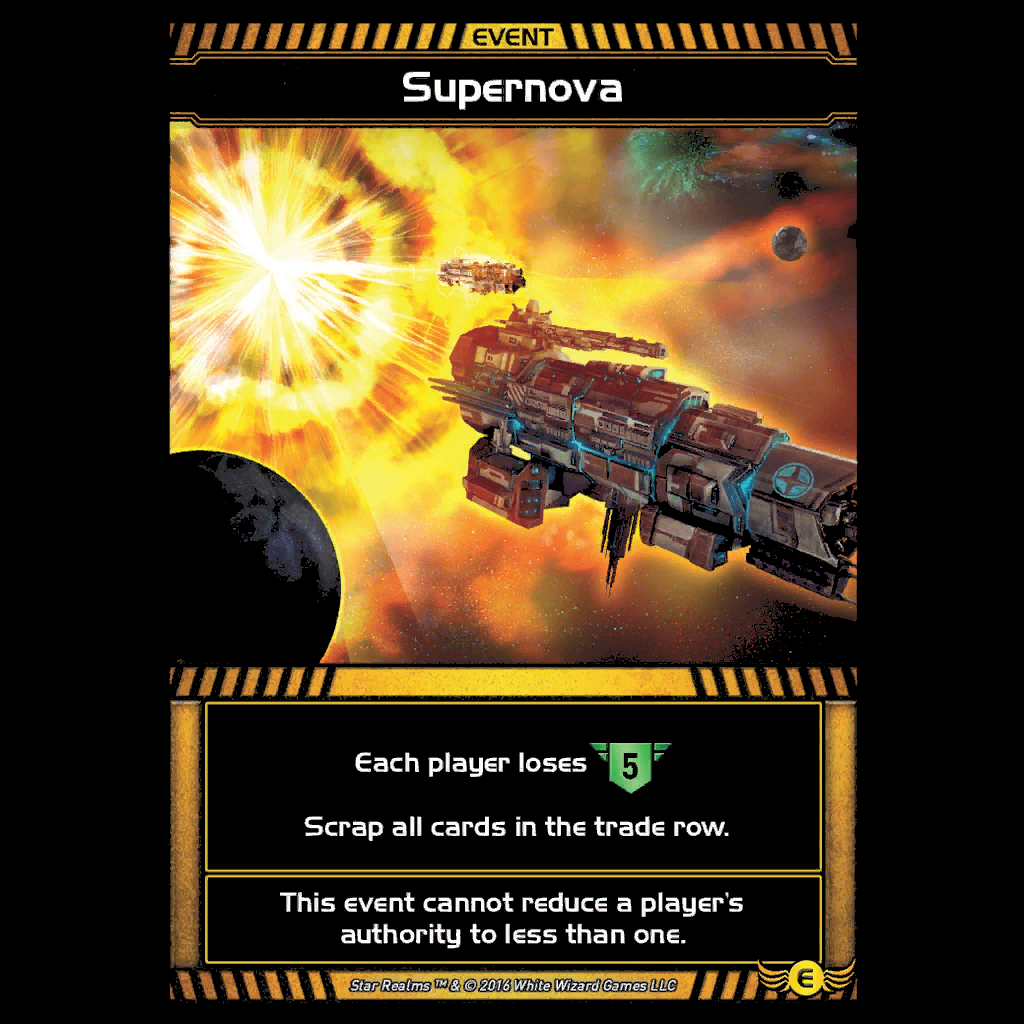 EVENT
Supernova
Each player loses 5
Scrap all cards in the trade row.
This event cannot reduce a player's
authority to less than one.
Star Realms ™ & © 2016 White Wizard Games LLC
E